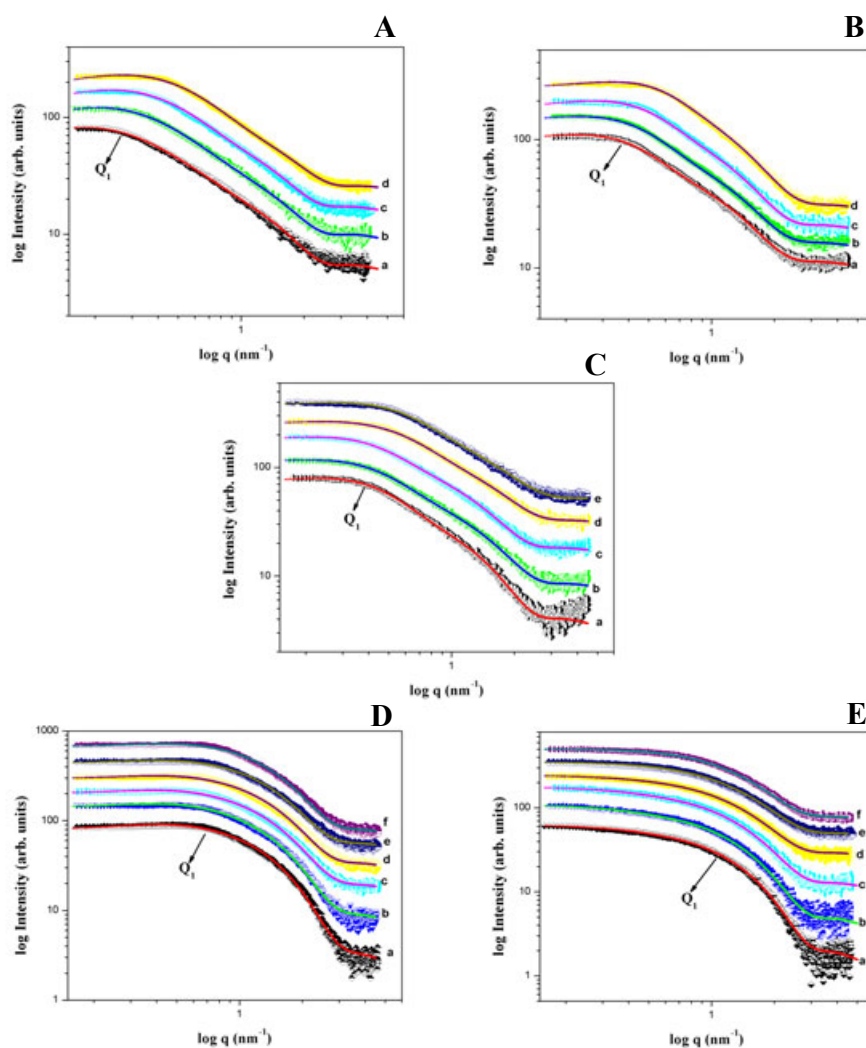 A
log Intensity (arb. units)
100
10
Q1
d
c
b
a
1
log q (nm⁻¹)
B
log Intensity (arb. units)
100
10
Q1
d
c
b
a
1
log q (nm⁻¹)
C
log Intensity (arb. units)
100
10
Q1
e
d
c
b
a
1
log q (nm⁻¹)
D
log Intensity (arb. units)
1000
100
10
1
Q1
f
e
d
c
b
a
1
log q (nm⁻¹)
E
log Intensity (arb. units)
100
10
1
Q1
f
e
d
c
b
a
1
log q (nm⁻¹)